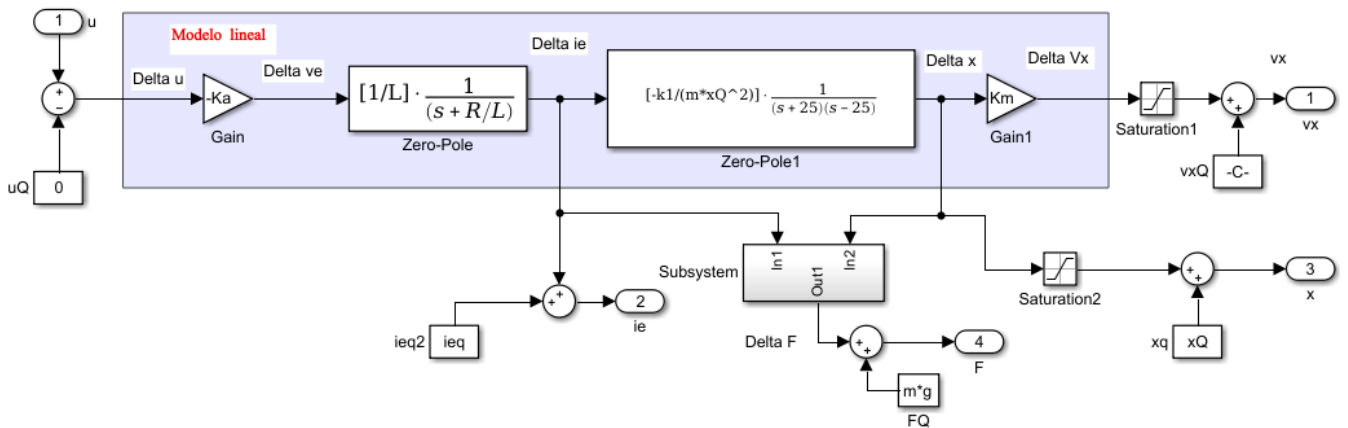 1
u
Modelo lineal
Delta u
-Ka
Gain
Delta ve
[1/L] · 1/(s + R/L)
Zero-Pole
Delta ie
[-k1/(m*xQ^2)] · 1/((s + 25)(s − 25))
Zero-Pole1
Delta x
Km
Gain1
Delta Vx
Saturation1
vx
++
1
vx
vxQ
-C-
+
−
uQ
0
Subsystem
In1
In2
Out1
Saturation2
++
3
x
xq
xQ
++
2
ie
ieq2
ieq
Delta F
++
4
F
m*g
FQ